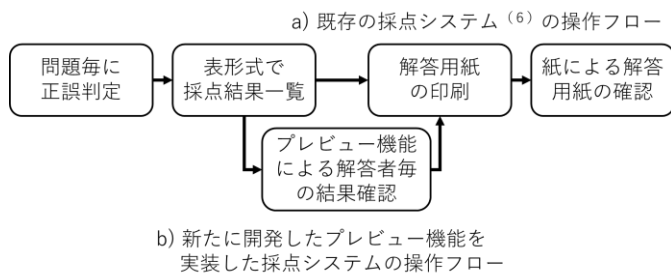 a) 既存の採点システム（6）の操作フロー
問題毎に
正誤判定
表形式で
採点結果一覧
解答用紙
の印刷
紙による解答
用紙の確認
プレビュー機能
による解答者毎
の結果確認
b) 新たに開発したプレビュー機能を
実装した採点システムの操作フロー